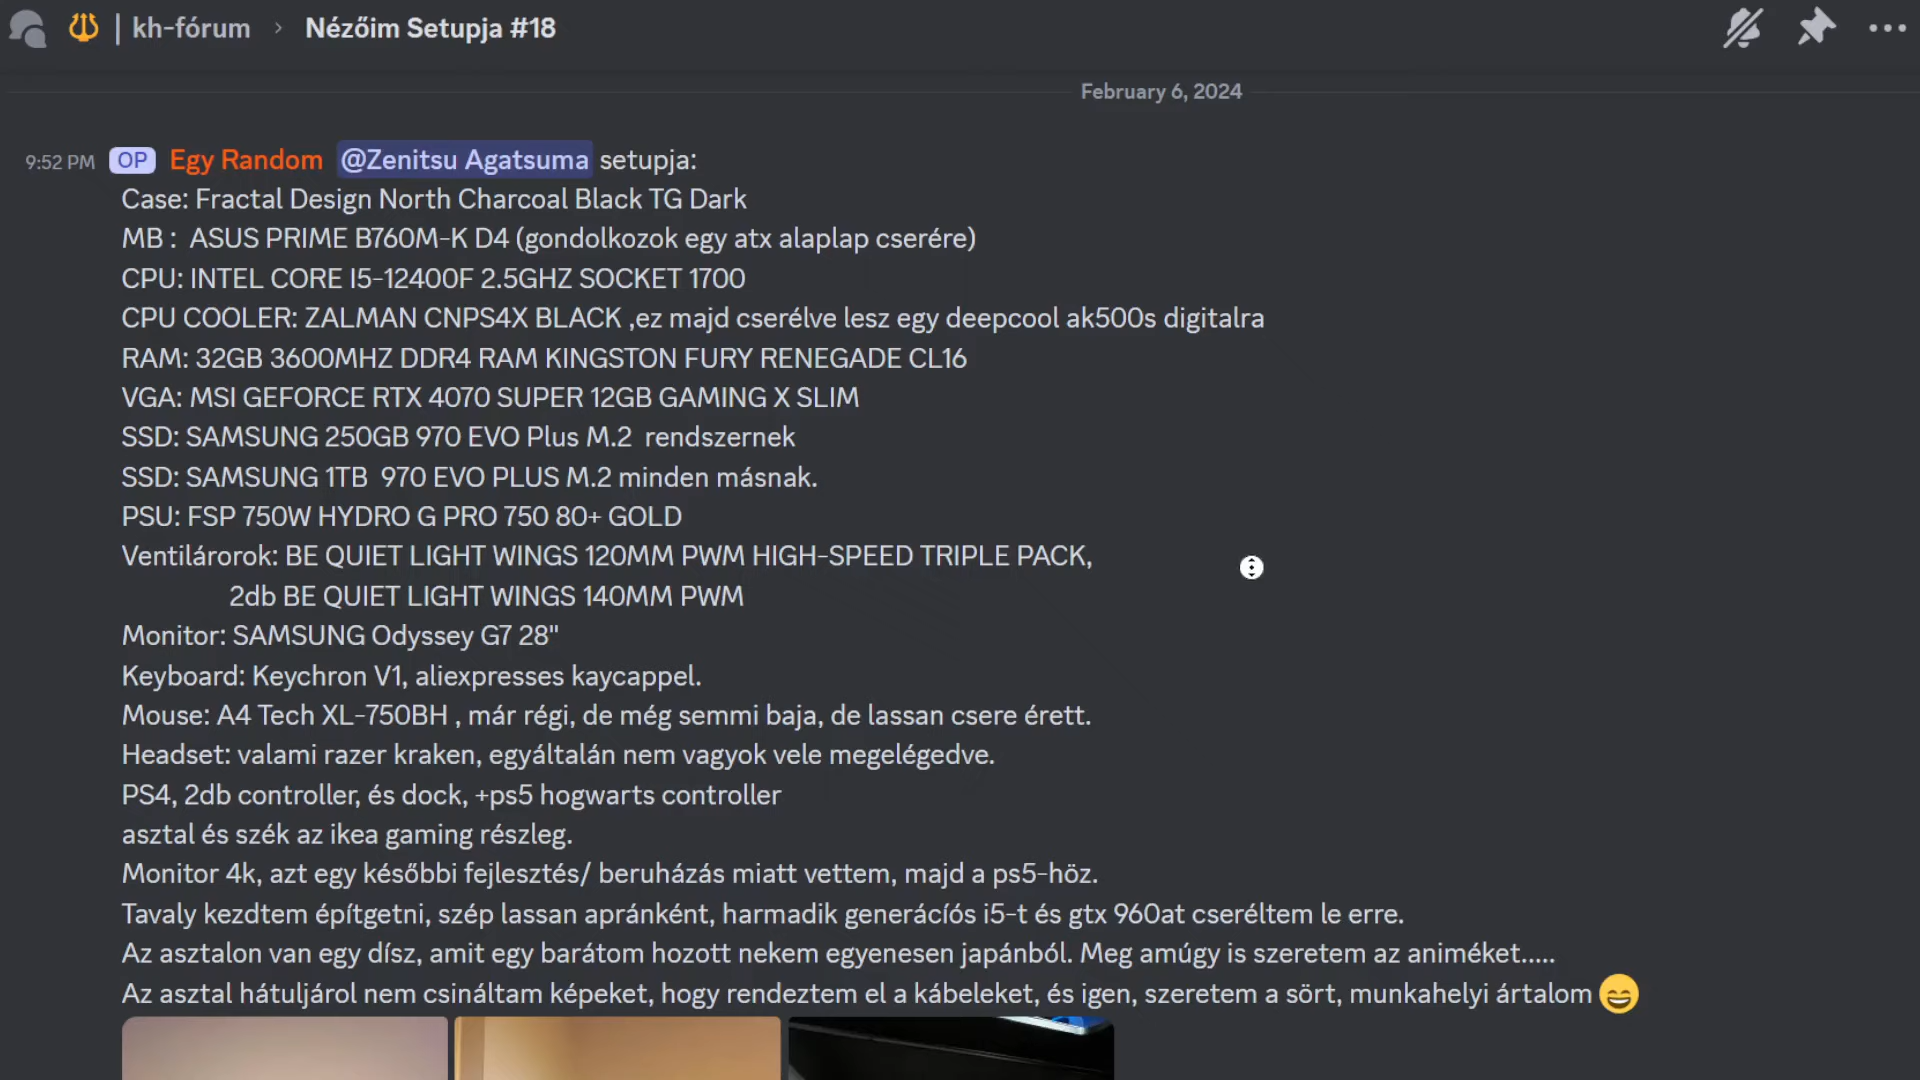 kh-fórum › Nézőim Setupja #18
February 6, 2024
9:52 PM OP Egy Random @Zenitsu Agatsuma setupja:
Case: Fractal Design North Charcoal Black TG Dark
MB :  ASUS PRIME B760M-K D4 (gondolkozok egy atx alaplap cserére)
CPU: INTEL CORE I5-12400F 2.5GHZ SOCKET 1700
CPU COOLER: ZALMAN CNPS4X BLACK ,ez majd cserélve lesz egy deepcool ak500s digitalra
RAM: 32GB 3600MHZ DDR4 RAM KINGSTON FURY RENEGADE CL16
VGA: MSI GEFORCE RTX 4070 SUPER 12GB GAMING X SLIM
SSD: SAMSUNG 250GB 970 EVO Plus M.2  rendszernek
SSD: SAMSUNG 1TB  970 EVO PLUS M.2 minden másnak.
PSU: FSP 750W HYDRO G PRO 750 80+ GOLD
Ventilárorok: BE QUIET LIGHT WINGS 120MM PWM HIGH-SPEED TRIPLE PACK,
2db BE QUIET LIGHT WINGS 140MM PWM
Monitor: SAMSUNG Odyssey G7 28"
Keyboard: Keychron V1, aliexpresses kaycappel.
Mouse: A4 Tech XL-750BH , már régi, de még semmi baja, de lassan csere érett.
Headset: valami razer kraken, egyáltalán nem vagyok vele megelégedve.
PS4, 2db controller, és dock, +ps5 hogwarts controller
asztal és szék az ikea gaming részleg.
Monitor 4k, azt egy későbbi fejlesztés/ beruházás miatt vettem, majd a ps5-höz.
Tavaly kezdtem építgetni, szép lassan apránként, harmadik generácíós i5-t és gtx 960at cseréltem le erre.
Az asztalon van egy dísz, amit egy barátom hozott nekem egyenesen japánból. Meg amúgy is szeretem az animéket.....
Az asztal hátuljárol nem csináltam képeket, hogy rendeztem el a kábeleket, és igen, szeretem a sört, munkahelyi ártalom 😄